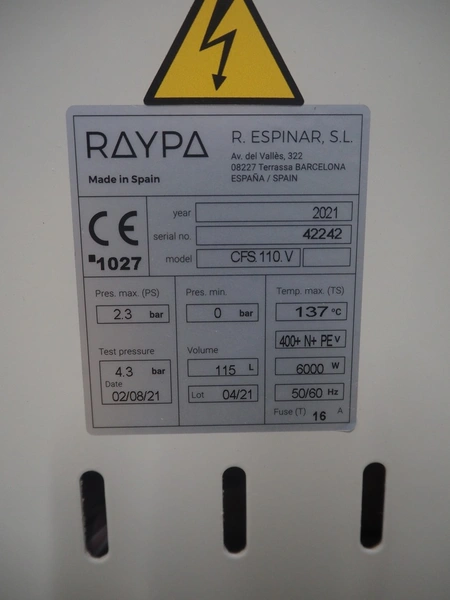 RAYPA
R. ESPINAR, S.L.
Av. del Vallès, 322
08227 Terrassa BARCELONA
ESPAÑA / SPAIN
Made in Spain
CE
1027
year 2021
serial no. 42242
model CFS.110.V
Pres. max. (PS)
2.3 bar
Test pressure
4.3 bar
Date
02/08/21
Pres. min.
0 bar
Volume
115 L
Lot 04/21
Temp. max. (TS)
137 °C
400+ N+ PE V
6000 W
50/60 Hz
Fuse (T) 16 A